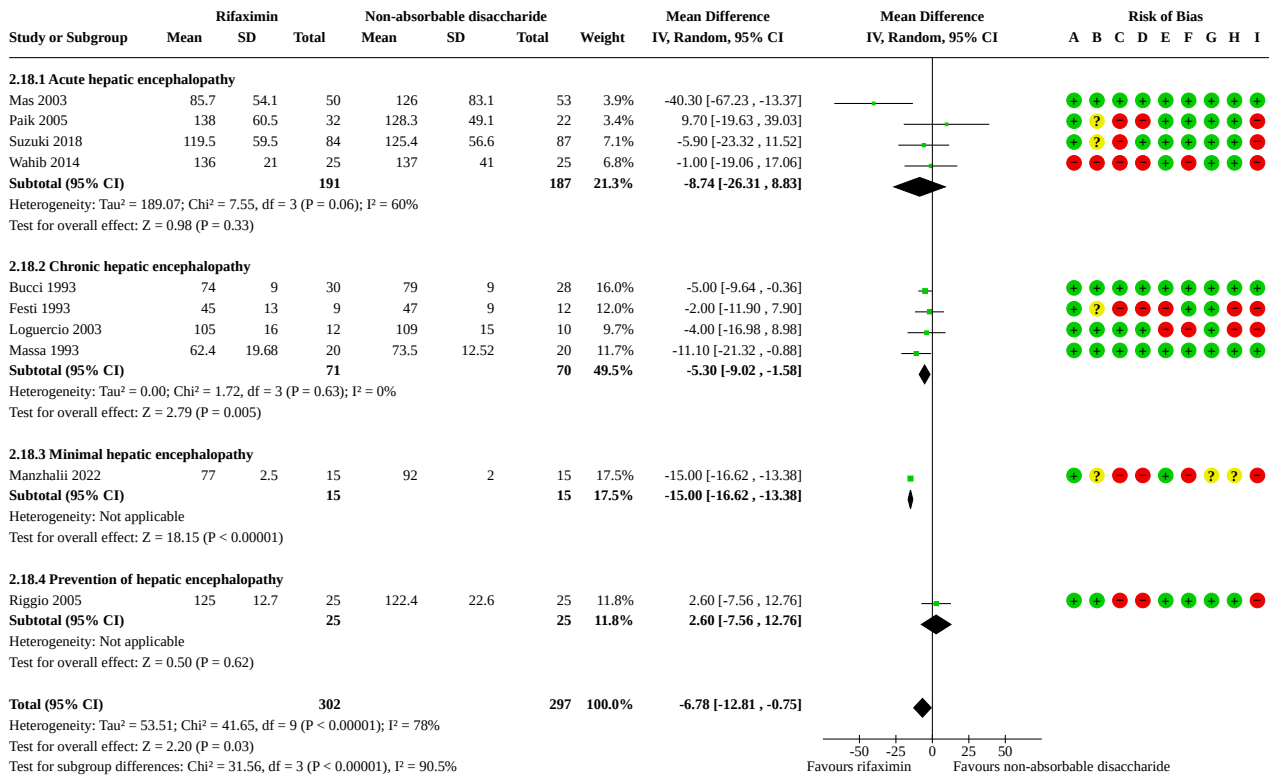 Rifaximin Non-absorbable disaccharide Mean Difference Mean Difference Risk of Bias
Study or Subgroup Mean SD Total Mean SD Total Weight IV, Random, 95% CI IV, Random, 95% CI A B C D E F G H I
2.18.1 Acute hepatic encephalopathy
Mas 2003 85.7 54.1 50 126 83.1 53 3.9% -40.30 [-67.23 , -13.37] + + + + + + + + +
Paik 2005 138 60.5 32 128.3 49.1 22 3.4% 9.70 [-19.63 , 39.03] + ? − − + + + + −
Suzuki 2018 119.5 59.5 84 125.4 56.6 87 7.1% -5.90 [-23.32 , 11.52] + ? − + + + + + −
Wahib 2014 136 21 25 137 41 25 6.8% -1.00 [-19.06 , 17.06] − − − − + − + + −
Subtotal (95% CI) 191 187 21.3% -8.74 [-26.31 , 8.83]
Heterogeneity: Tau² = 189.07; Chi² = 7.55, df = 3 (P = 0.06); I² = 60%
Test for overall effect: Z = 0.98 (P = 0.33)
2.18.2 Chronic hepatic encephalopathy
Bucci 1993 74 9 30 79 9 28 16.0% -5.00 [-9.64 , -0.36] + + + + + + + + +
Festi 1993 45 13 9 47 9 12 12.0% -2.00 [-11.90 , 7.90] + ? − − − + + − −
Loguercio 2003 105 16 12 109 15 10 9.7% -4.00 [-16.98 , 8.98] + + + + − − + − −
Massa 1993 62.4 19.68 20 73.5 12.52 20 11.7% -11.10 [-21.32 , -0.88] + + + + + + + + +
Subtotal (95% CI) 71 70 49.5% -5.30 [-9.02 , -1.58]
Heterogeneity: Tau² = 0.00; Chi² = 1.72, df = 3 (P = 0.63); I² = 0%
Test for overall effect: Z = 2.79 (P = 0.005)
2.18.3 Minimal hepatic encephalopathy
Manzhalii 2022 77 2.5 15 92 2 15 17.5% -15.00 [-16.62 , -13.38] + ? − − + − ? ? −
Subtotal (95% CI) 15 15 17.5% -15.00 [-16.62 , -13.38]
Heterogeneity: Not applicable
Test for overall effect: Z = 18.15 (P < 0.00001)
2.18.4 Prevention of hepatic encephalopathy
Riggio 2005 125 12.7 25 122.4 22.6 25 11.8% 2.60 [-7.56 , 12.76] + + − − + + + + −
Subtotal (95% CI) 25 25 11.8% 2.60 [-7.56 , 12.76]
Heterogeneity: Not applicable
Test for overall effect: Z = 0.50 (P = 0.62)
Total (95% CI) 302 297 100.0% -6.78 [-12.81 , -0.75]
Heterogeneity: Tau² = 53.51; Chi² = 41.65, df = 9 (P < 0.00001); I² = 78%
Test for overall effect: Z = 2.20 (P = 0.03)
Test for subgroup differences: Chi² = 31.56, df = 3 (P < 0.00001), I² = 90.5%
-50 -25 0 25 50
Favours rifaximin Favours non-absorbable disaccharide